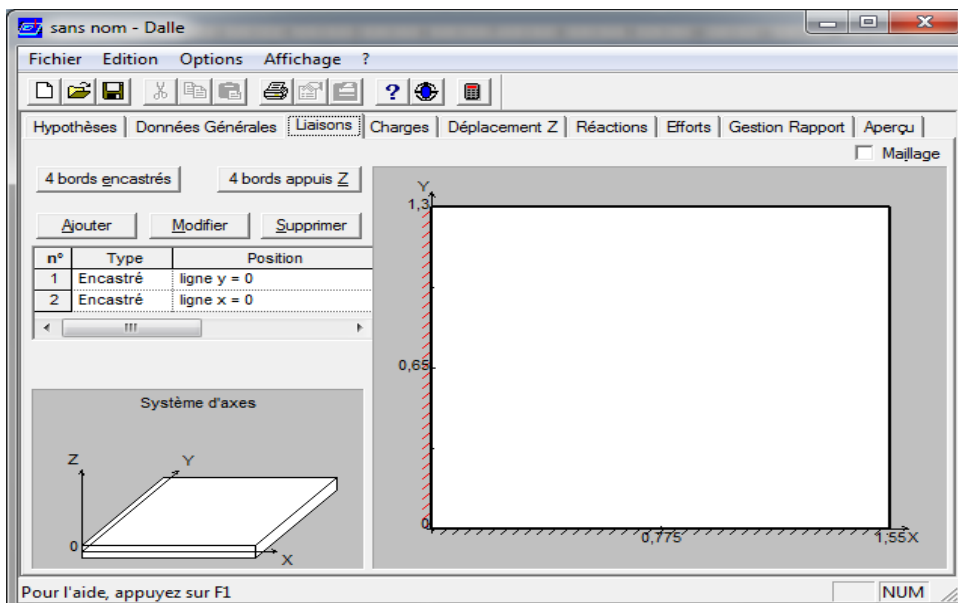 sans nom - Dalle
Fichier Edition Options Affichage ?
Hypothèses Données Générales Liaisons Charges Déplacement Z Réactions Efforts Gestion Rapport Aperçu
Maillage
4 bords encastrés 4 bords appuis Z
Ajouter Modifier Supprimer
n° Type Position
1 Encastré ligne y = 0
2 Encastré ligne x = 0
Système d'axes
Z
Y
0
X
Y
1,3
0,65
0
0,775
1,55X
Pour l'aide, appuyez sur F1
NUM